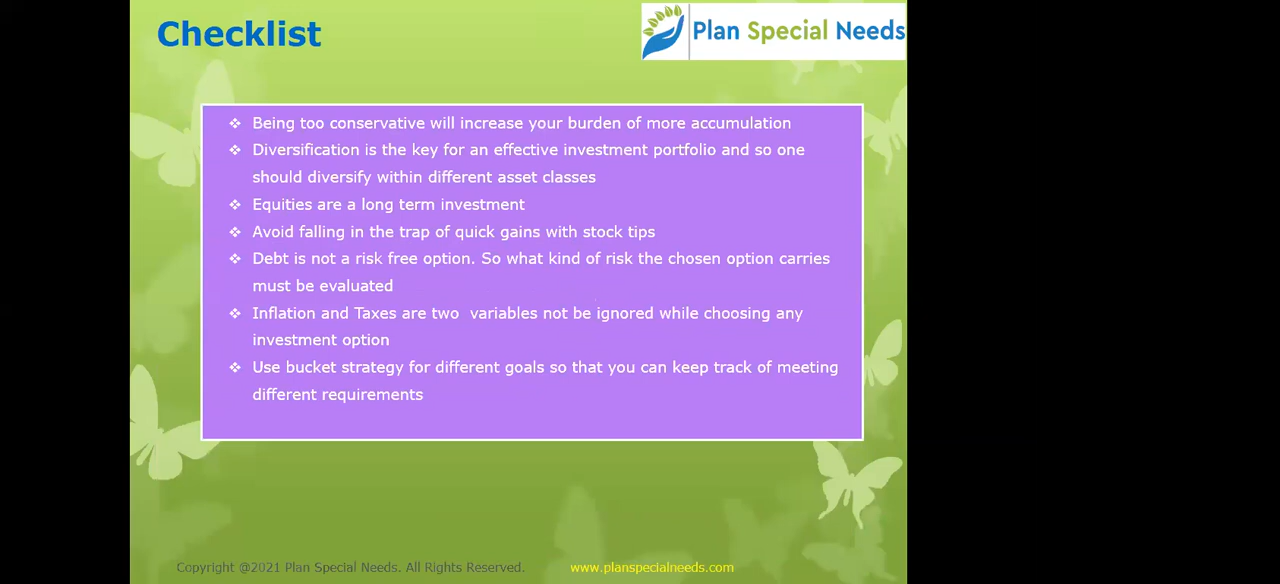 Checklist
Plan Special Needs
❖ Being too conservative will increase your burden of more accumulation
❖ Diversification is the key for an effective investment portfolio and so one
should diversify within different asset classes
❖ Equities are a long term investment
❖ Avoid falling in the trap of quick gains with stock tips
❖ Debt is not a risk free option. So what kind of risk the chosen option carries
must be evaluated
❖ Inflation and Taxes are two  variables not be ignored while choosing any
investment option
❖ Use bucket strategy for different goals so that you can keep track of meeting
different requirements
Copyright @2021 Plan Special Needs. All Rights Reserved.
www.planspecialneeds.com